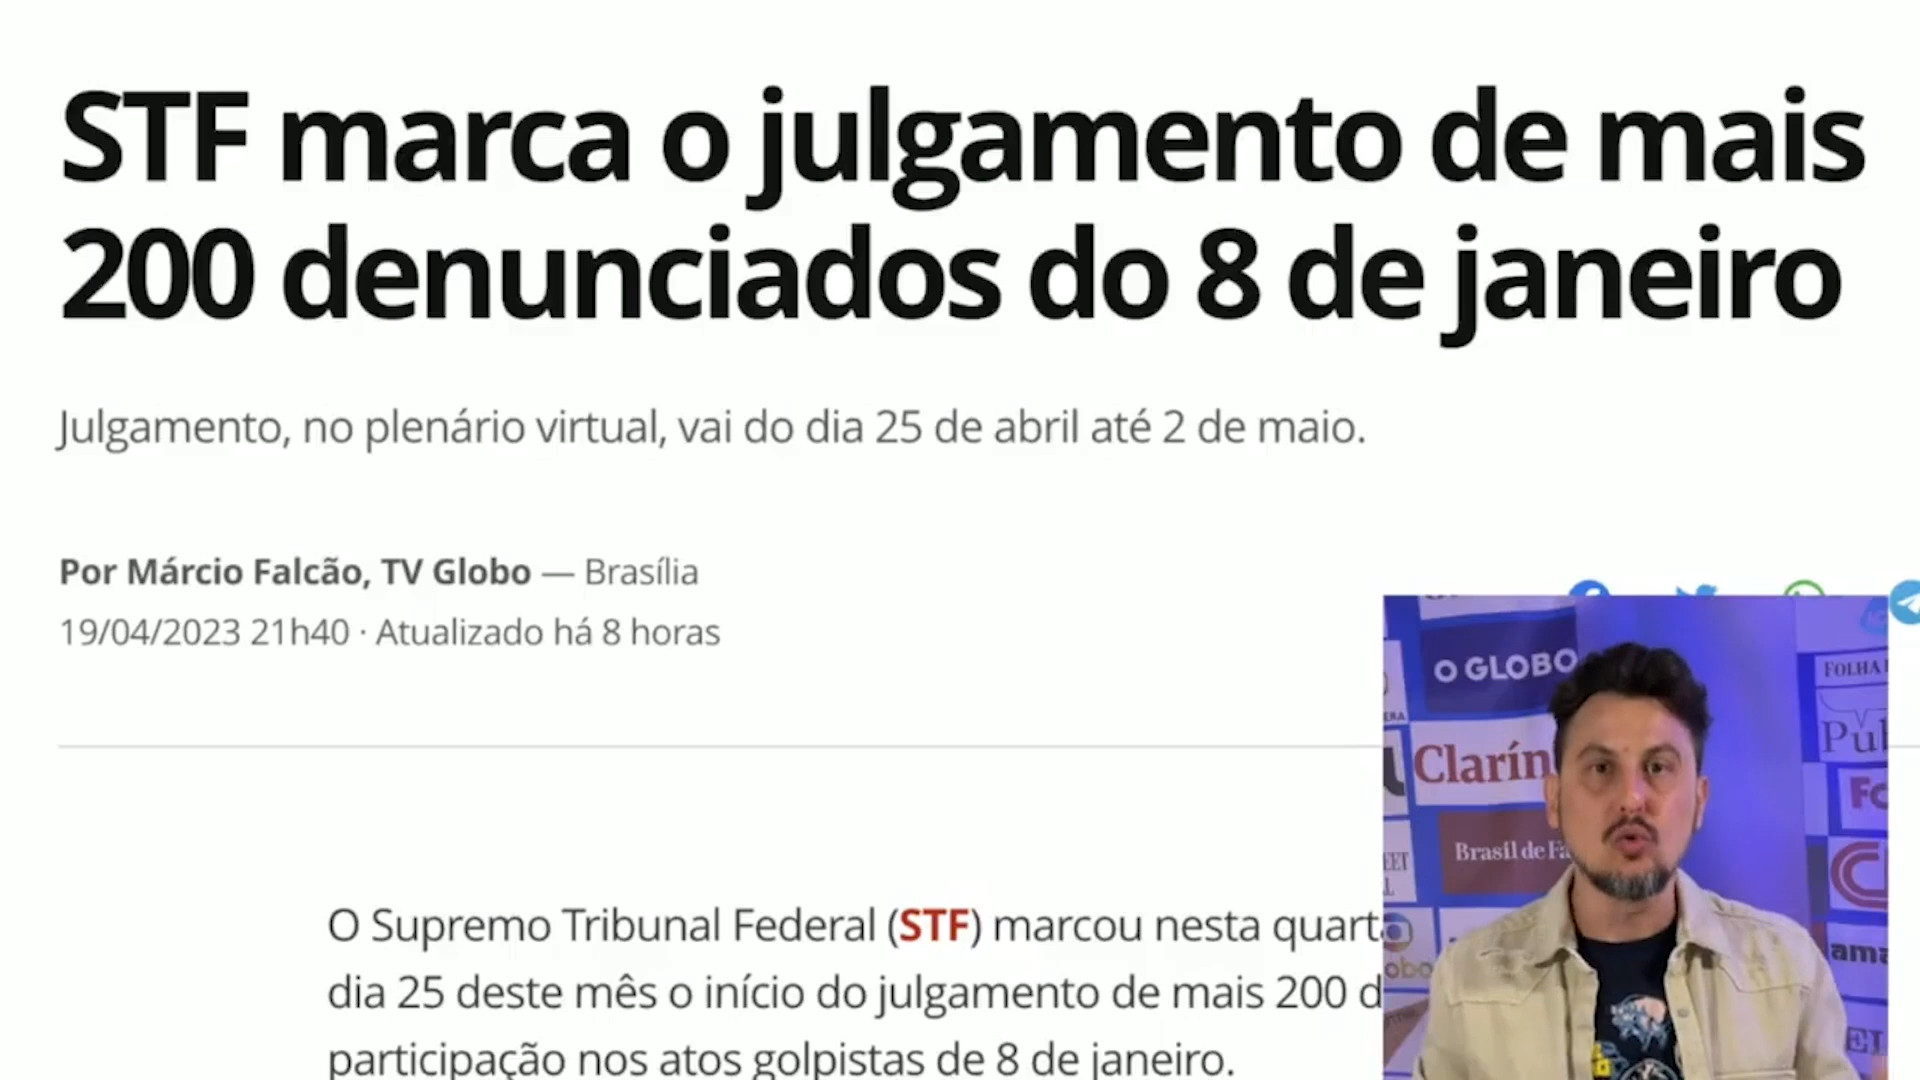 STF marca o julgamento de mais
200 denunciados do 8 de janeiro
Julgamento, no plenário virtual, vai do dia 25 de abril até 2 de maio.
Por Márcio Falcão, TV Globo — Brasília
19/04/2023 21h40 · Atualizado há 8 horas
O Supremo Tribunal Federal (STF) marcou nesta quart
dia 25 deste mês o início do julgamento de mais 200 d
participação nos atos golpistas de 8 de janeiro.
O GLOBO
FOLHA
Clarín
Brasil de Fa